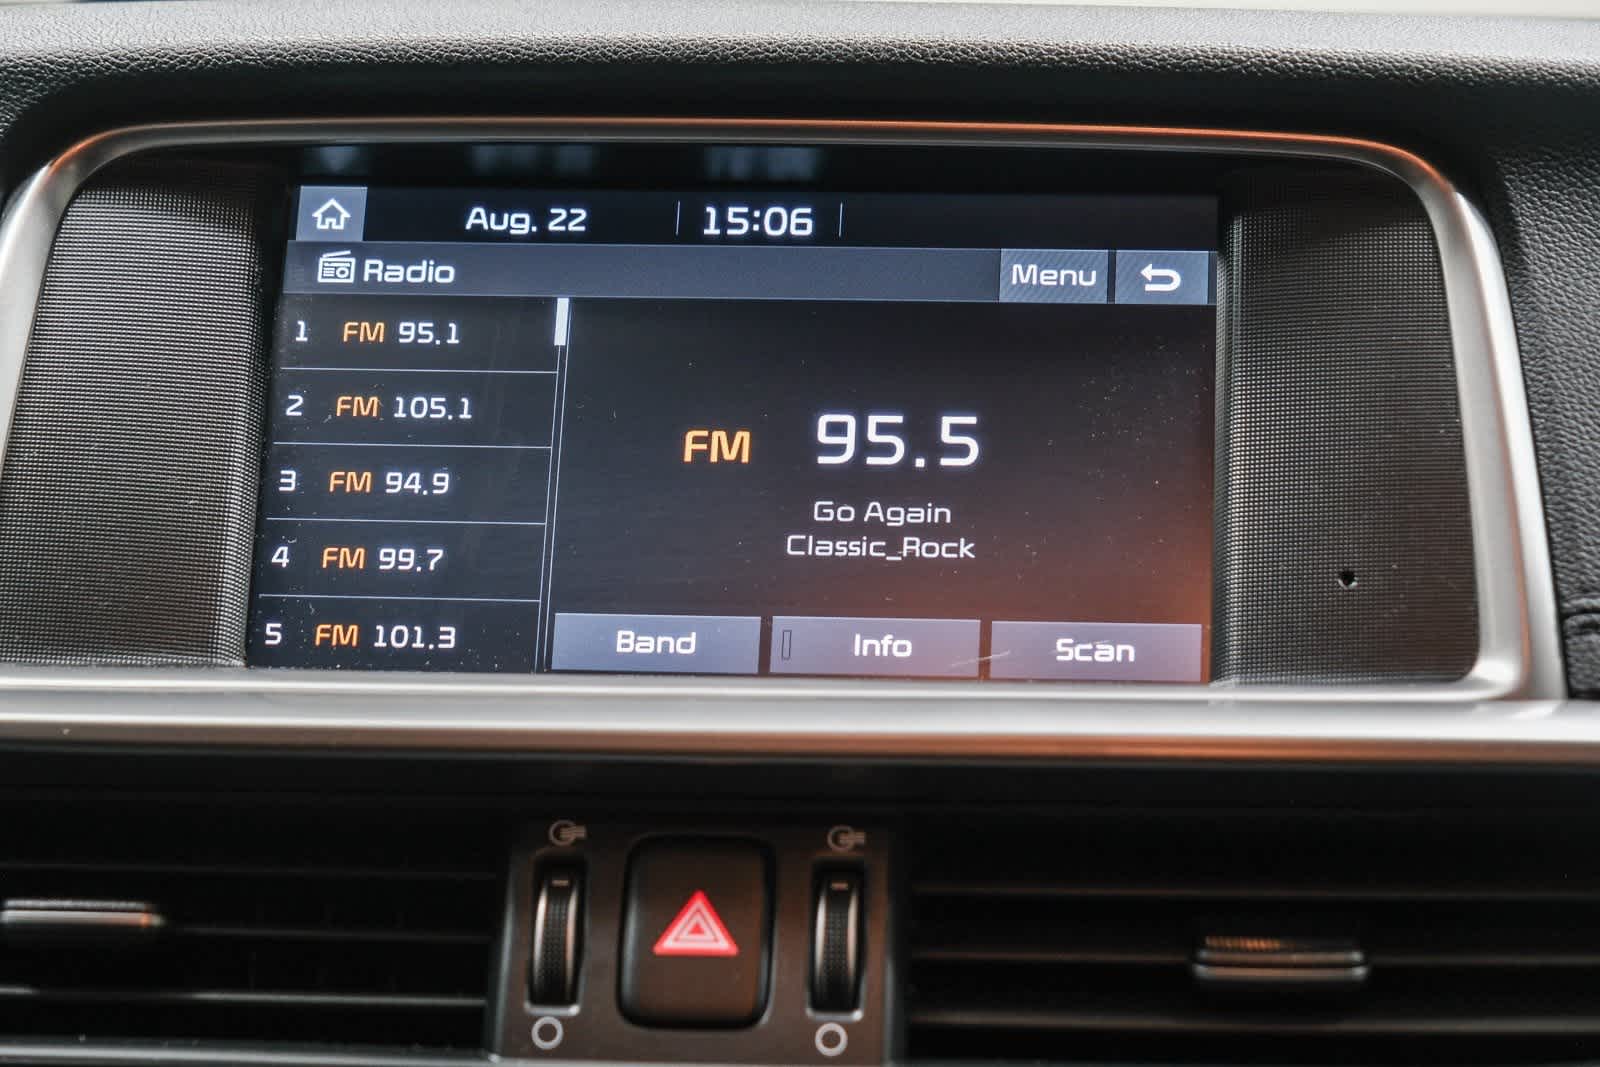 Aug. 22 15:06
Radio Menu
1 FM 95.1
2 FM 105.1
3 FM 94.9
4 FM 99.7
5 FM 101.3
FM 95.5
Go Again
Classic_Rock
Band Info Scan